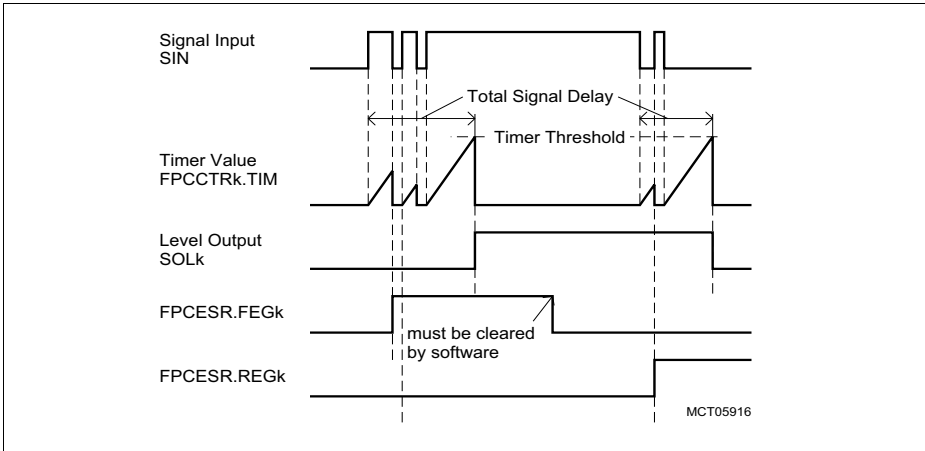 Signal Input
SIN
Total Signal Delay
Timer Threshold
Timer Value
FPCCTRk.TIM
Level Output
SOLk
FPCESR.FEGk
must be cleared
by software
FPCESR.REGk
MCT05916